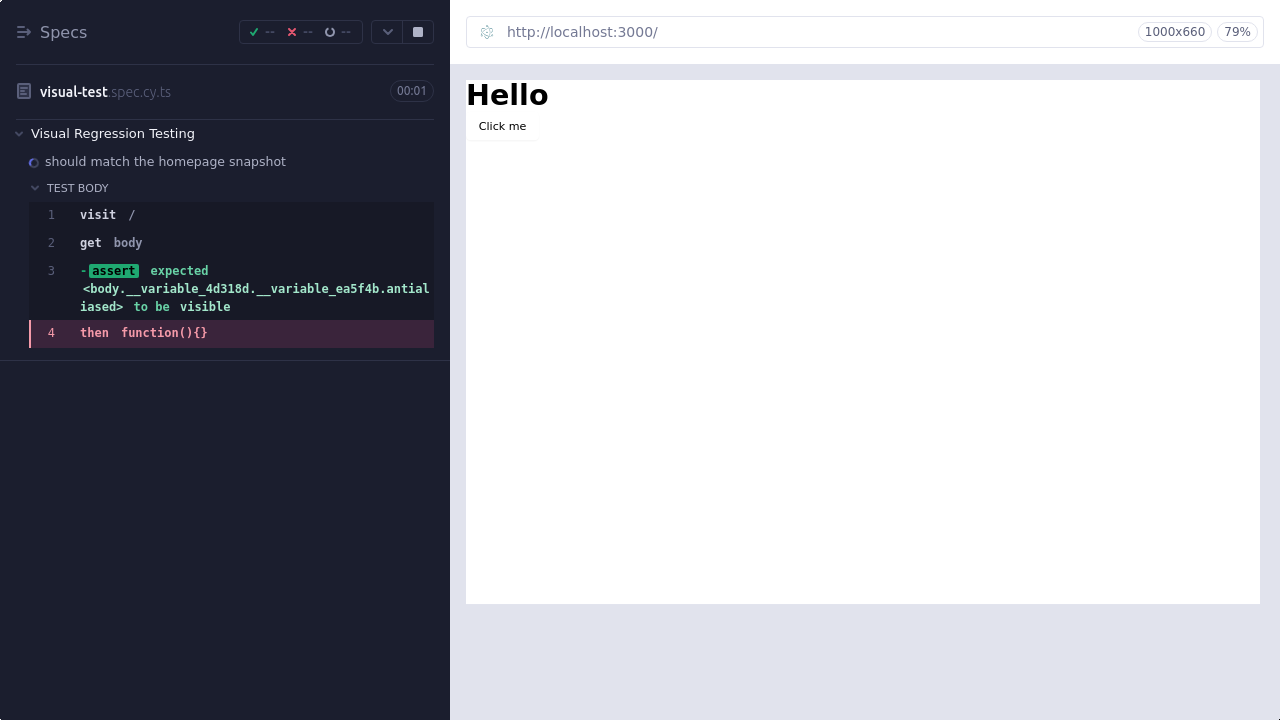 Specs
--
--
--
visual-test.spec.cy.ts
00:01
Visual Regression Testing
should match the homepage snapshot
TEST BODY
1 visit /
2 get body
3 -assert expected
<body.__variable_4d318d.__variable_ea5f4b.antial
iased> to be visible
4 then function(){}
http://localhost:3000/
1000x660
79%
Hello
Click me